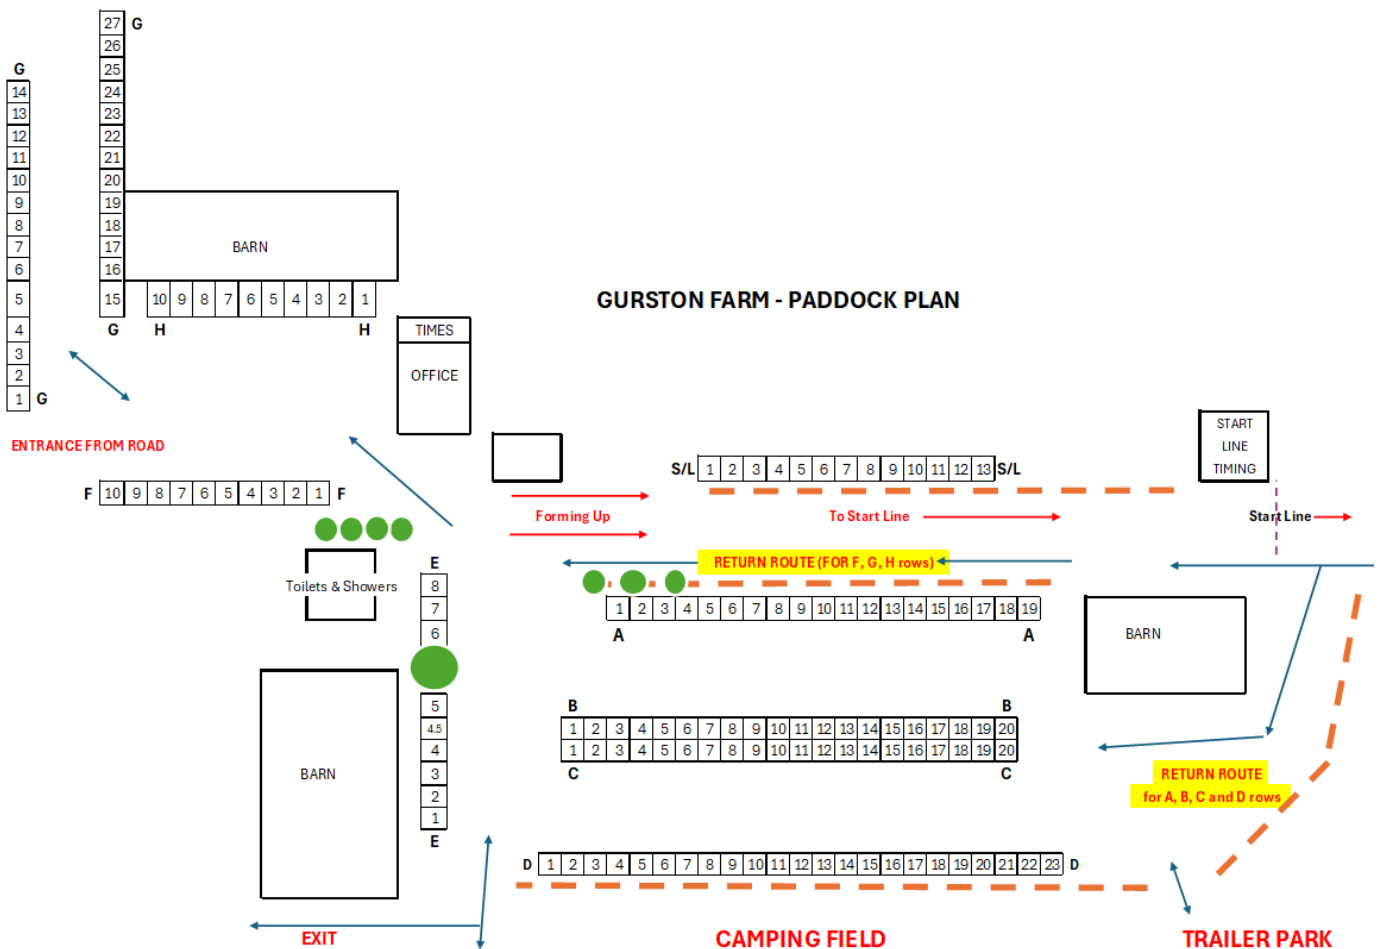 27 G
26
25
24
23
22
21
20
19
18
17
16
15
G
G
14
13
12
11
10
9
8
7
6
5
4
3
2
1 G
BARN
10 9 8 7 6 5 4 3 2 1
H H
TIMES
OFFICE
GURSTON FARM - PADDOCK PLAN
ENTRANCE FROM ROAD
F 10 9 8 7 6 5 4 3 2 1 F
S/L 1 2 3 4 5 6 7 8 9 10 11 12 13 S/L
START
LINE
TIMING
Forming Up
To Start Line
Start Line
RETURN ROUTE (FOR F, G, H rows)
Toilets & Showers
E
8
7
6
5
4.5
4
3
2
1
E
1 2 3 4 5 6 7 8 9 10 11 12 13 14 15 16 17 18 19
A A
BARN
B B
1 2 3 4 5 6 7 8 9 10 11 12 13 14 15 16 17 18 19 20
1 2 3 4 5 6 7 8 9 10 11 12 13 14 15 16 17 18 19 20
C C
BARN
RETURN ROUTE
for A, B, C and D rows
D 1 2 3 4 5 6 7 8 9 10 11 12 13 14 15 16 17 18 19 20 21 22 23 D
EXIT
CAMPING FIELD
TRAILER PARK